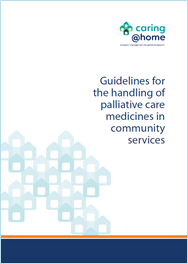 caring
@home
Guidelines for
the handling of
palliative care
medicines in
community
services